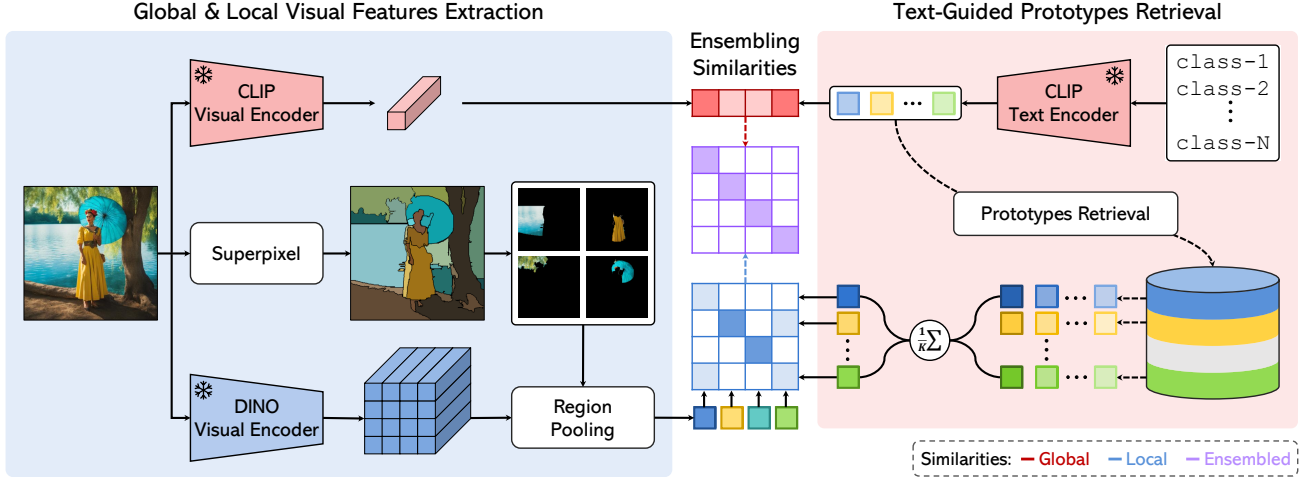 Global & Local Visual Features Extraction
Text-Guided Prototypes Retrieval
Ensembling
Similarities
CLIP
Visual Encoder
CLIP
Text Encoder
class-1
class-2
class-N
Prototypes Retrieval
Superpixel
1/K Σ
DINO
Visual Encoder
Region
Pooling
Similarities: Global Local Ensembled